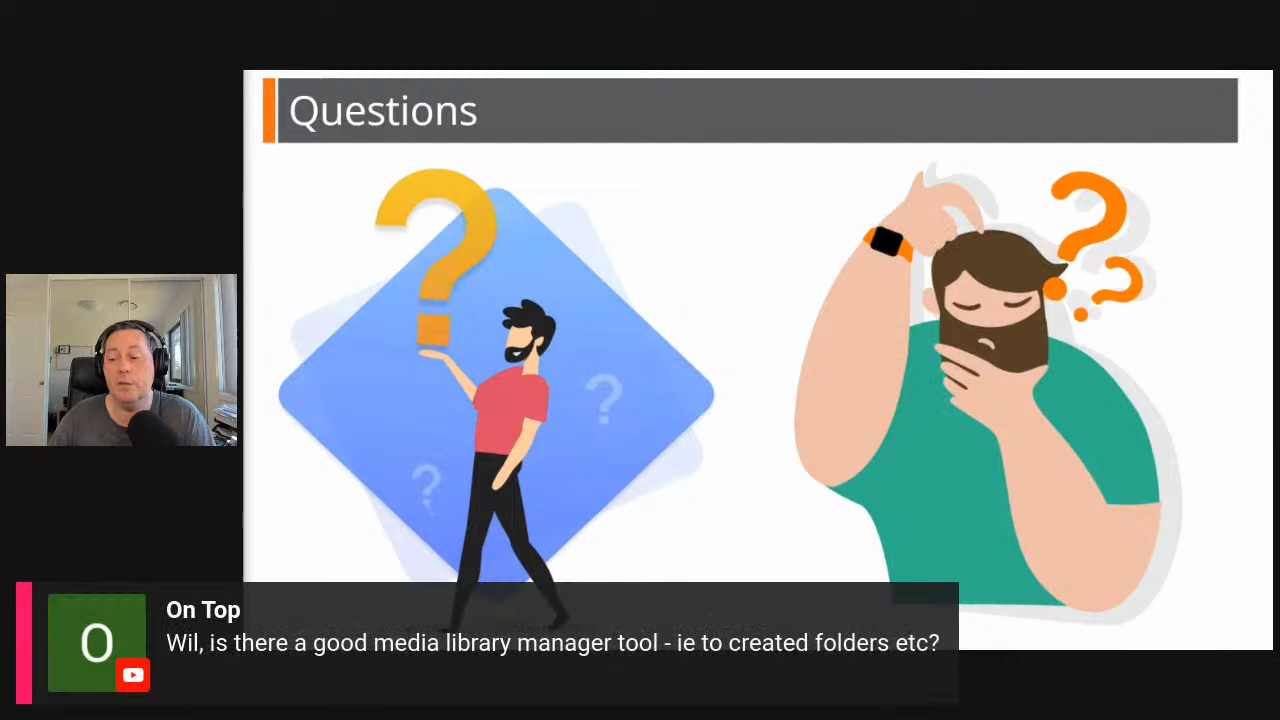 Questions
?
?
?
?
?
O
On Top
Wil, is there a good media library manager tool - ie to created folders etc?